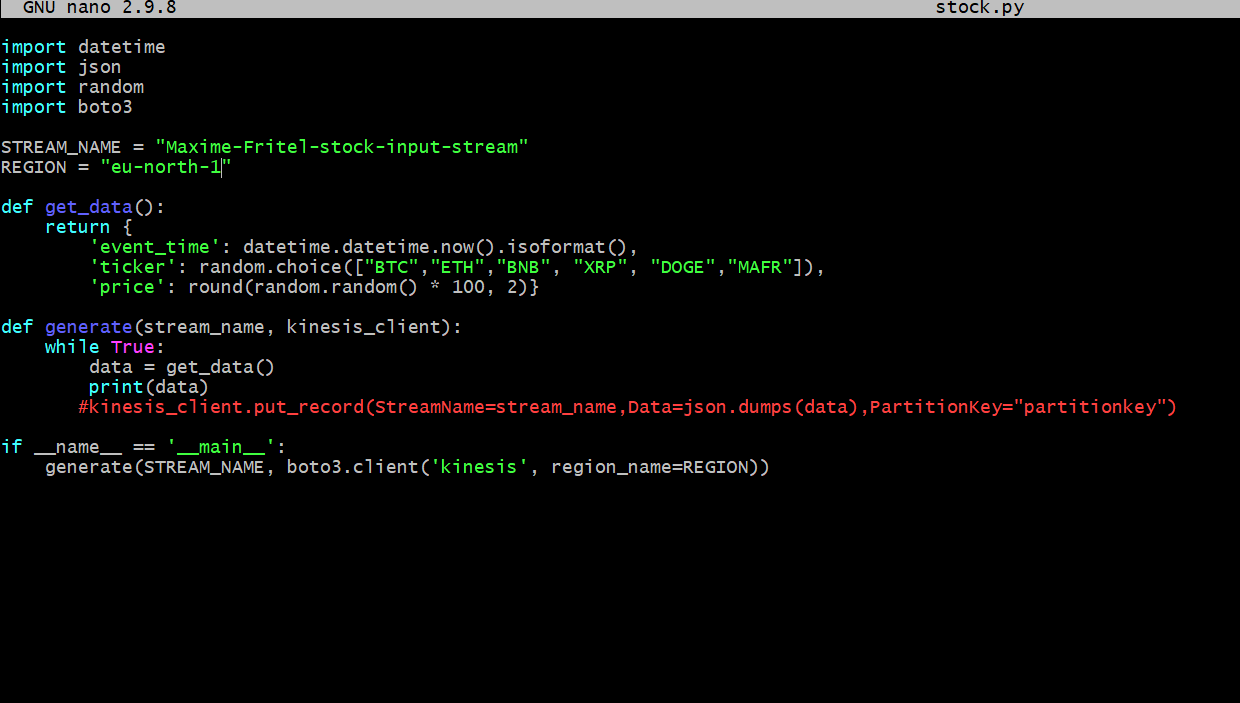 GNU nano 2.9.8 stock.py
import datetime
import json
import random
import boto3
STREAM_NAME = "Maxime-Fritel-stock-input-stream"
REGION = "eu-north-1"
def get_data():
    return {
        'event_time': datetime.datetime.now().isoformat(),
        'ticker': random.choice(["BTC","ETH","BNB", "XRP", "DOGE","MAFR"]),
        'price': round(random.random() * 100, 2)}
def generate(stream_name, kinesis_client):
    while True:
        data = get_data()
        print(data)
       #kinesis_client.put_record(StreamName=stream_name,Data=json.dumps(data),PartitionKey="partitionkey")
if __name__ == '__main__':
    generate(STREAM_NAME, boto3.client('kinesis', region_name=REGION))